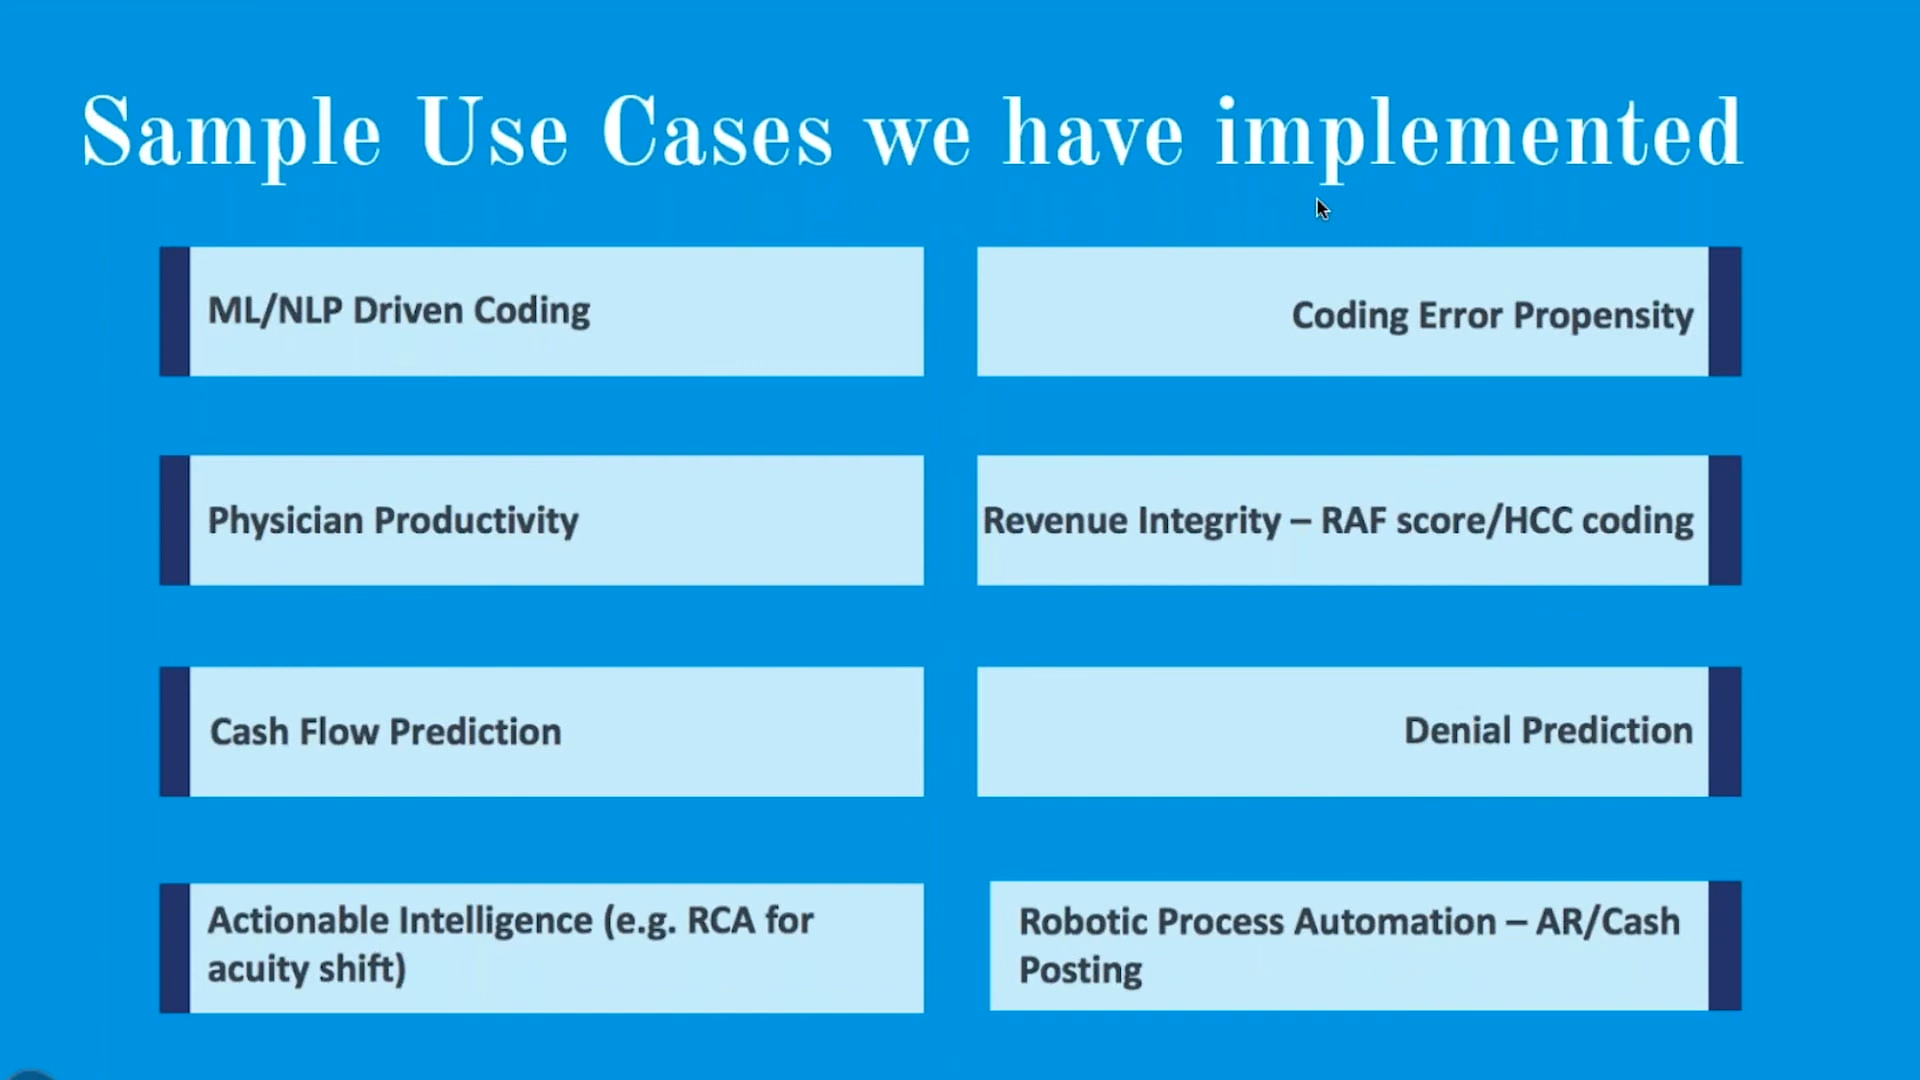 Sample Use Cases we have implemented
ML/NLP Driven Coding
Coding Error Propensity
Physician Productivity
Revenue Integrity – RAF score/HCC coding
Cash Flow Prediction
Denial Prediction
Actionable Intelligence (e.g. RCA for
acuity shift)
Robotic Process Automation – AR/Cash
Posting